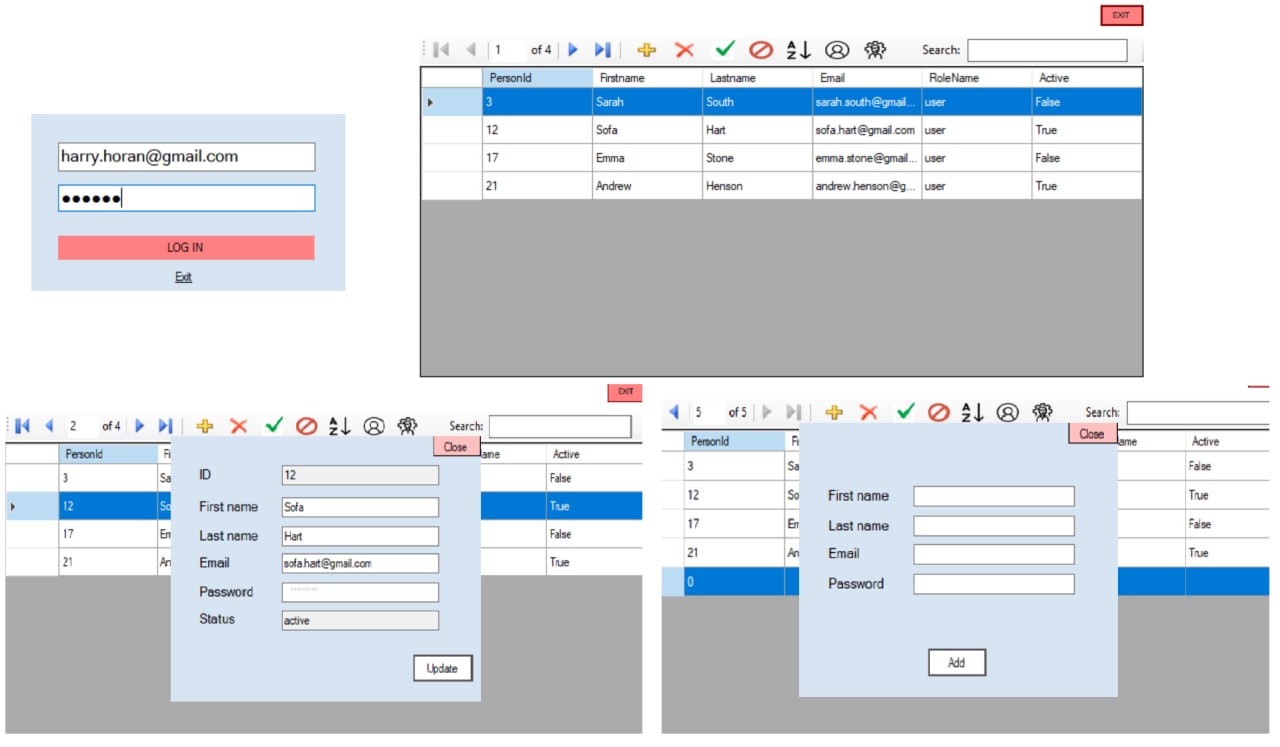 harry.horan@gmail.com
LOG IN
Exit
EXIT
1 of 4 Search:
PersonId Firstname Lastname Email RoleName Active
3 Sarah South sarah.south@gmail... user False
12 Sofa Hart sofa.hart@gmail.com user True
17 Emma Stone emma.stone@gmail... user False
21 Andrew Henson andrew.henson@g... user True
EXIT
2 of 4 Search:
Close
PersonId Fi ame Active
3 Sa False
12 So True
17 Em False
21 An True
ID 12
First name Sofa
Last name Hart
Email sofa.hart@gmail.com
Password
Status active
Update
5 of 5 Search:
Close
PersonId Fi ame Active
3 Sa False
12 So True
17 Em False
21 An True
0
First name
Last name
Email
Password
Add